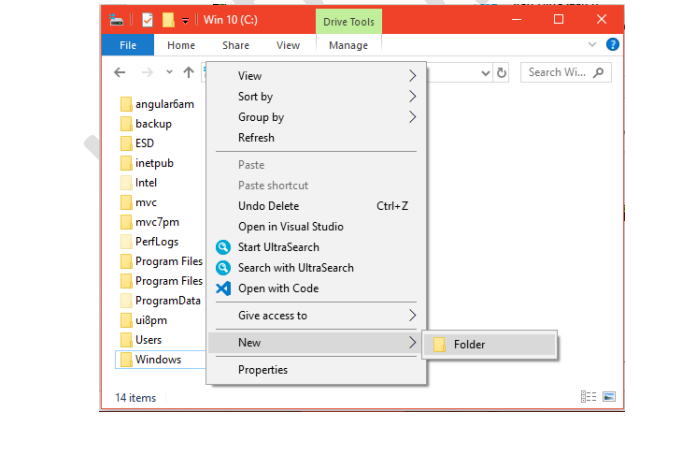 Win 10 (C:)
Drive Tools
File Home Share View Manage
Search Wi...
angular6am
backup
ESD
inetpub
Intel
mvc
mvc7pm
PerfLogs
Program Files
Program Files
ProgramData
ui8pm
Users
Windows
View
Sort by
Group by
Refresh
Paste
Paste shortcut
Undo Delete Ctrl+Z
Open in Visual Studio
Start UltraSearch
Search with UltraSearch
Open with Code
Give access to
New
Folder
Properties
14 items